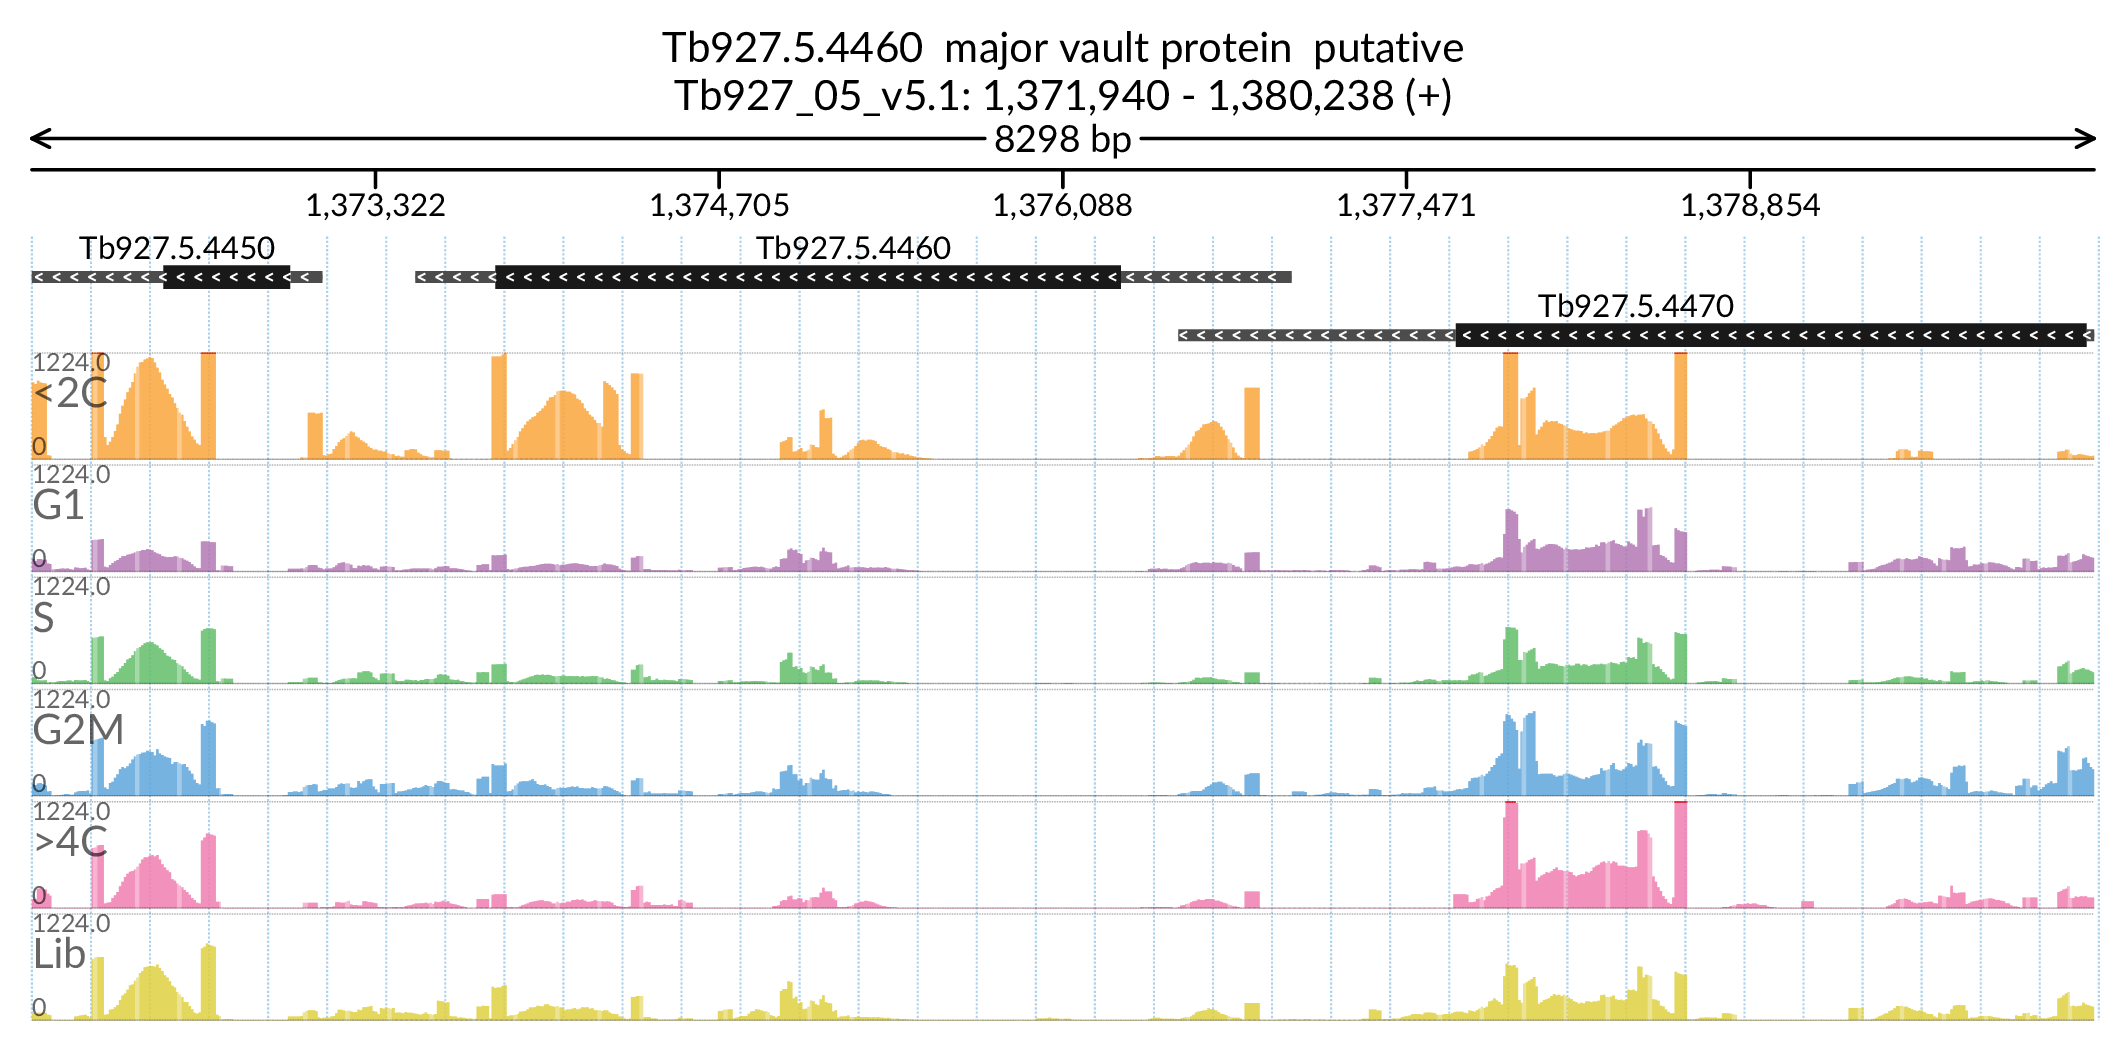 Tb927.5.4460  major vault protein  putative
Tb927_05_v5.1: 1,371,940 - 1,380,238 (+)
8298 bp
1,373,322 1,374,705 1,376,088 1,377,471 1,378,854
Tb927.5.4450 Tb927.5.4460
Tb927.5.4470
1224.0
<2C
0
1224.0
G1
0
1224.0
S
0
1224.0
G2M
0
1224.0
>4C
0
1224.0
Lib
0